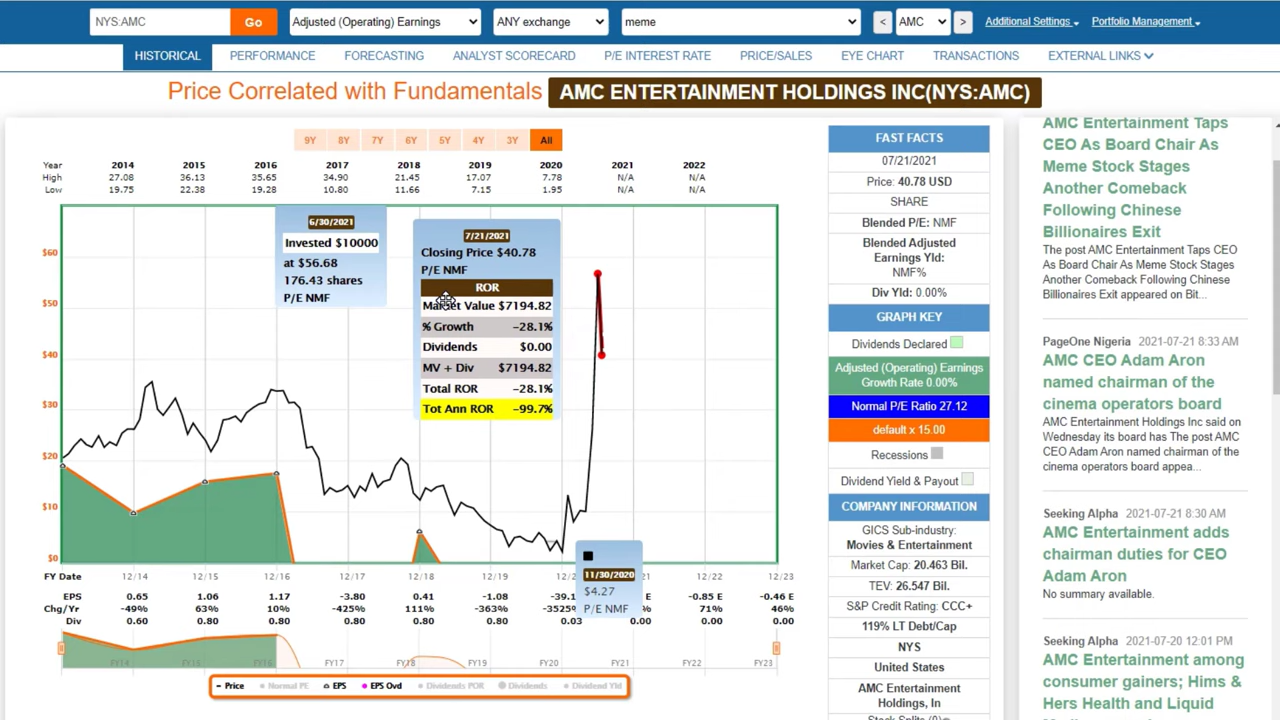 NYS:AMC Go Adjusted (Operating) Earnings ANY exchange meme < AMC > Additional Settings Portfolio Management
HISTORICAL PERFORMANCE FORECASTING ANALYST SCORECARD P/E INTEREST RATE PRICE/SALES EYE CHART TRANSACTIONS EXTERNAL LINKS
Price Correlated with Fundamentals AMC ENTERTAINMENT HOLDINGS INC(NYS:AMC)
9Y 8Y 7Y 6Y 5Y 4Y 3Y All
Year 2014 2015 2016 2017 2018 2019 2020 2021 2022
High 27.08 36.13 35.65 34.90 21.45 17.07 7.78 N/A N/A
Low 19.75 22.38 19.28 10.80 11.66 7.15 1.95 N/A N/A
$60
$50
$40
$30
$20
$10
$0
6/30/2021
Invested $10000
at $56.68
176.43 shares
P/E NMF
7/21/2021
Closing Price $40.78
P/E NMF
ROR
Market Value $7194.82
% Growth -28.1%
Dividends $0.00
MV + Div $7194.82
Total ROR -28.1%
Tot Ann ROR -99.7%
11/30/2020
$4.27
P/E NMF
FY Date 12/14 12/15 12/16 12/17 12/18 12/19 12/20 12/22 12/23
EPS 0.65 1.06 1.17 -3.80 0.41 -1.08 -39.1 E -0.85 E -0.46 E
Chg/Yr -49% 63% 10% -425% 111% -363% -3525% 71% 46%
Div 0.60 0.80 0.80 0.80 0.80 0.80 0.03 0.00 0.00 0.00
FY14 FY15 FY16 FY17 FY18 FY19 FY20 FY21 FY22 FY23
Price Normal PE EPS EPS Ovd Dividends POR Dividends Dividend Yld
FAST FACTS
07/21/2021
Price: 40.78 USD
SHARE
Blended P/E: NMF
Blended Adjusted
Earnings Yld:
NMF%
Div Yld: 0.00%
GRAPH KEY
Dividends Declared
Adjusted (Operating) Earnings
Growth Rate 0.00%
Normal P/E Ratio 27.12
default x 15.00
Recessions
Dividend Yield & Payout
COMPANY INFORMATION
GICS Sub-industry:
Movies & Entertainment
Market Cap: 20.463 Bil.
TEV: 26.547 Bil.
S&P Credit Rating: CCC+
119% LT Debt/Cap
NYS
United States
AMC Entertainment
Holdings, In
AMC Entertainment Taps
CEO As Board Chair As
Meme Stock Stages
Another Comeback
Following Chinese
Billionaires Exit
The post AMC Entertainment Taps CEO
As Board Chair As Meme Stock Stages
Another Comeback Following Chinese
Billionaires Exit appeared on Bit...
PageOne Nigeria 2021-07-21 8:33 AM
AMC CEO Adam Aron
named chairman of the
cinema operators board
AMC Entertainment Holdings Inc said on
Wednesday its board has The post AMC
CEO Adam Aron named chairman of the
cinema operators board appea...
Seeking Alpha 2021-07-21 8:30 AM
AMC Entertainment adds
chairman duties for CEO
Adam Aron
No summary available.
Seeking Alpha 2021-07-20 12:01 PM
AMC Entertainment among
consumer gainers; Hims &
Hers Health and Liquid